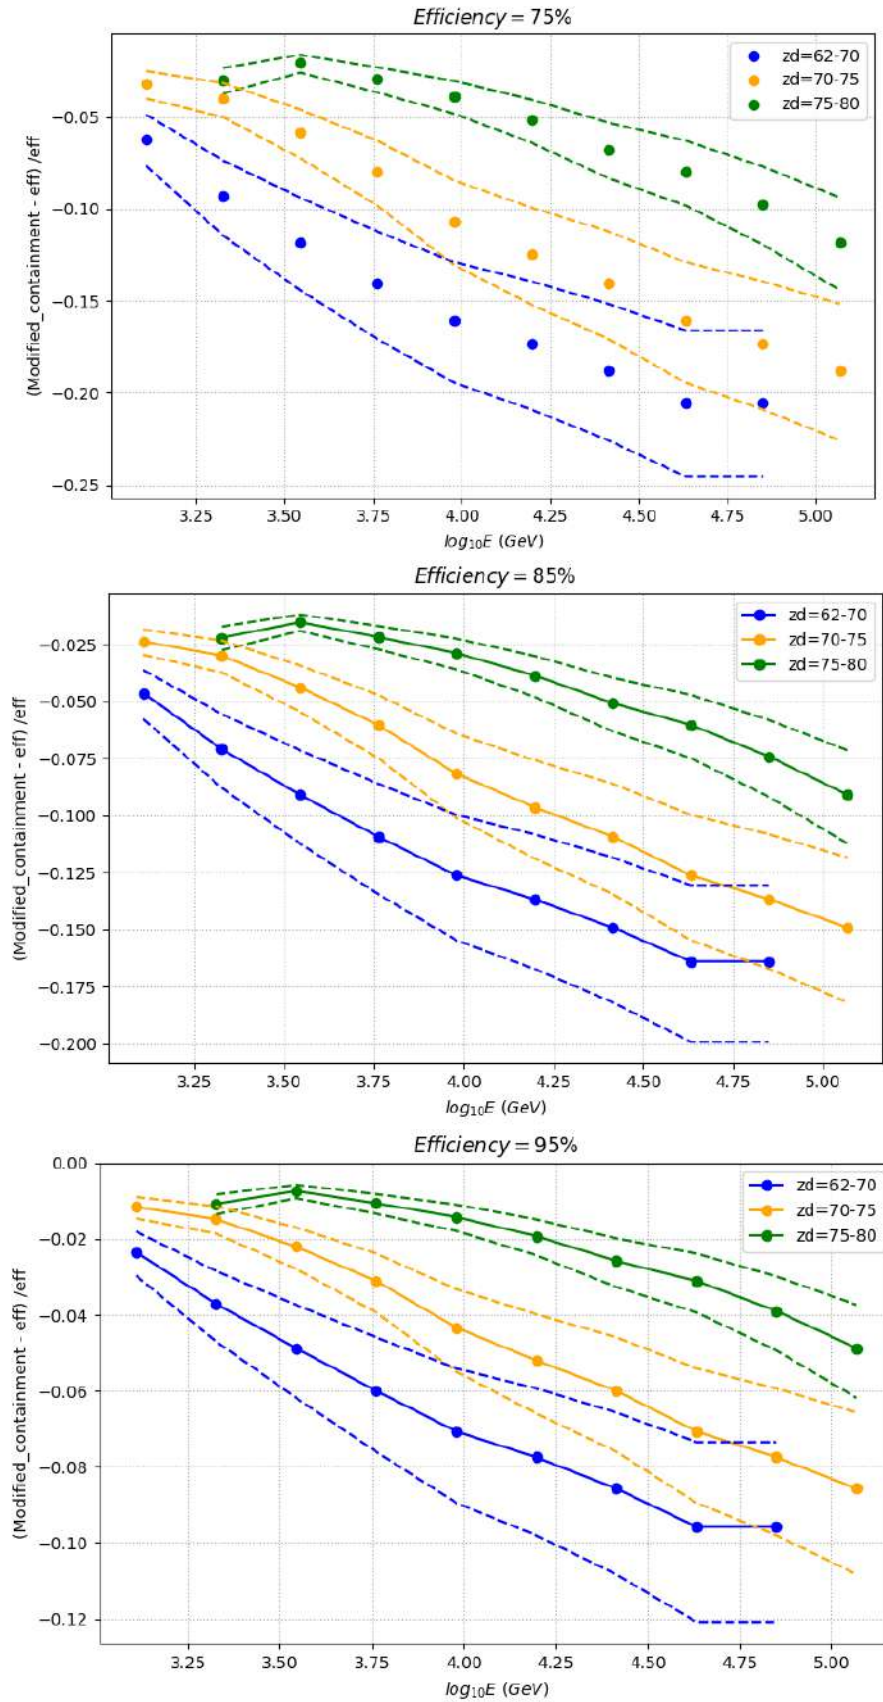 Efficiency = 75%
zd=62-70
zd=70-75
zd=75-80
(Modified_containment - eff) /eff
−0.05
−0.10
−0.15
−0.20
−0.25
3.25 3.50 3.75 4.00 4.25 4.50 4.75 5.00
log10E (GeV)
Efficiency = 85%
zd=62-70
zd=70-75
zd=75-80
(Modified_containment - eff) /eff
−0.025
−0.050
−0.075
−0.100
−0.125
−0.150
−0.175
−0.200
3.25 3.50 3.75 4.00 4.25 4.50 4.75 5.00
log10E (GeV)
Efficiency = 95%
zd=62-70
zd=70-75
zd=75-80
(Modified_containment - eff) /eff
0.00
−0.02
−0.04
−0.06
−0.08
−0.10
−0.12
3.25 3.50 3.75 4.00 4.25 4.50 4.75 5.00
log10E (GeV)